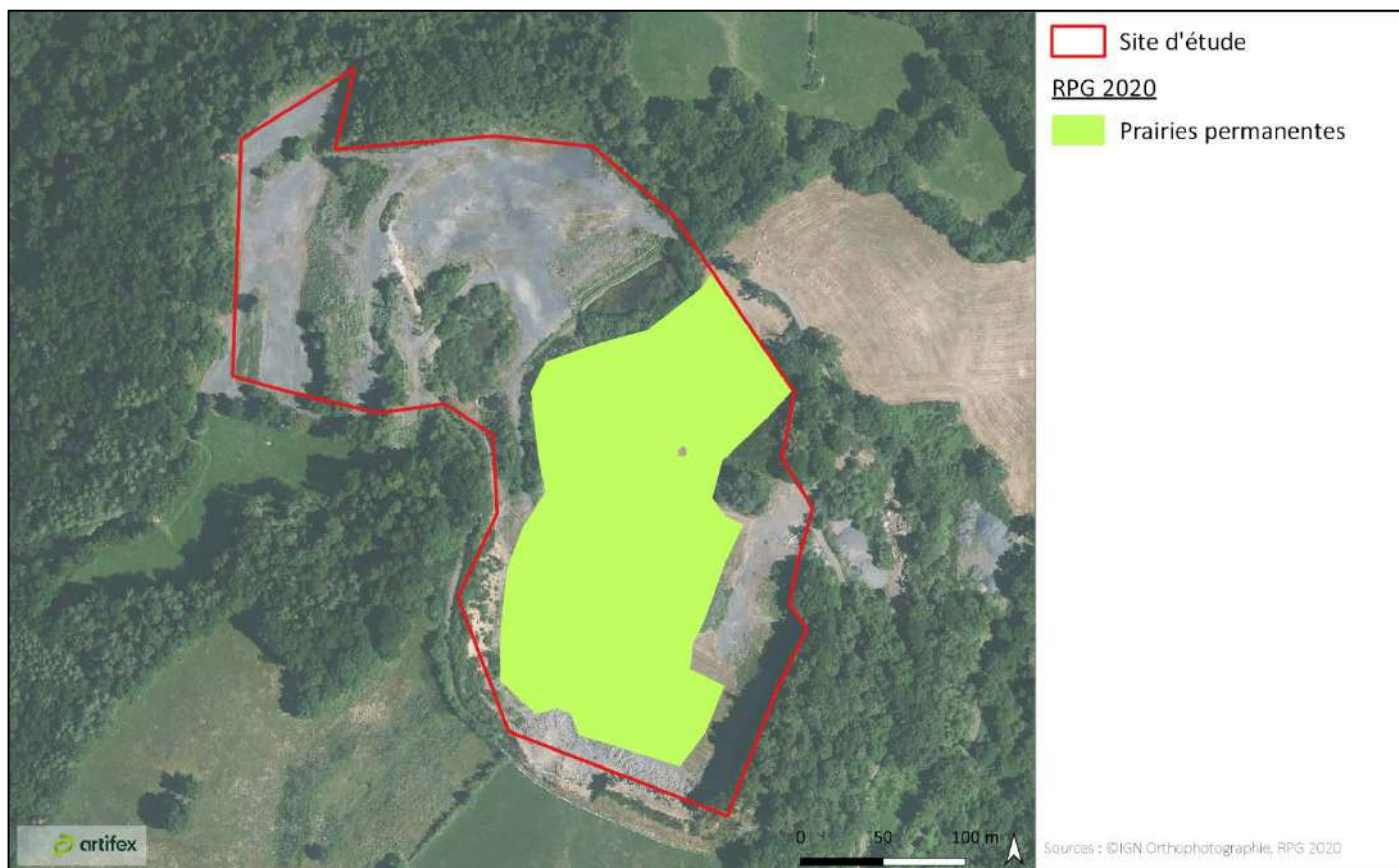 Site d'étude
RPG 2020
Prairies permanentes
artifex
0 50 100 m
Sources : ©IGN Orthophotographie, RPG 2020